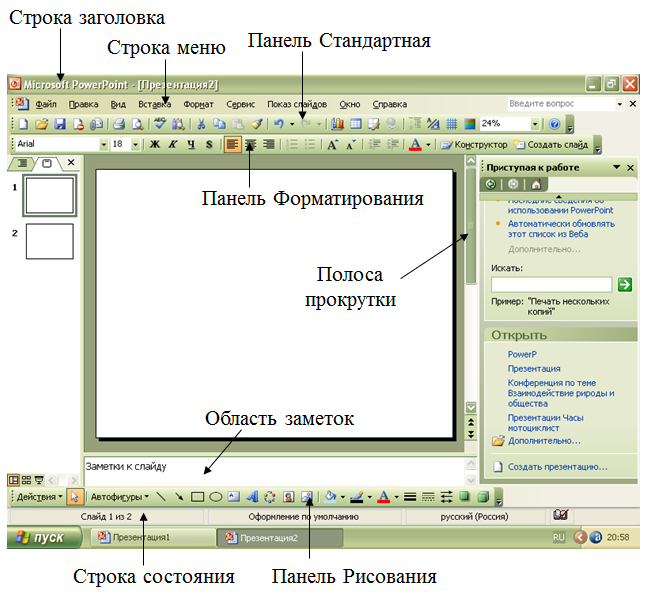 Строка заголовка
Строка меню
Панель Стандартная
Microsoft PowerPoint - [Презентация2]
Файл Правка Вид Вставка Формат Сервис Показ слайдов Окно Справка
Введите вопрос
24%
Arial 18 Ж К Ч S
Конструктор Создать слайд
Приступая к работе
1
2
Панель Форматирования
Последние сведения об
использовании PowerPoint
Автоматически обновлять
этот список из Веба
Дополнительно...
Искать:
Пример: "Печать нескольких
копий"
Полоса
прокрутки
Открыть
PowerP
Презентация
Конференция по теме
Взаимодействие рироды и
общества
Презентации Часы
мотоциклист
Дополнительно...
Создать презентацию...
Область заметок
Заметки к слайду
Действия Автофигуры
Слайд 1 из 2 Оформление по умолчанию русский (Россия)
пуск Презентация1 Презентация2 RU 20:58
Строка состояния
Панель Рисования